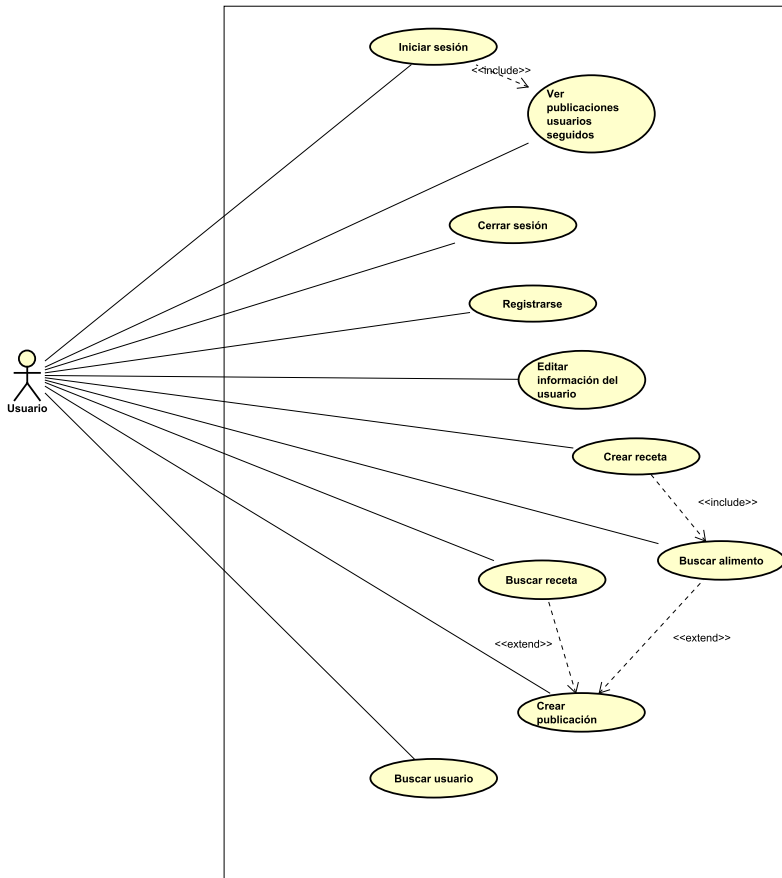 Iniciar sesión
<<include>>
Ver
publicaciones
usuarios
seguidos
Cerrar sesión
Registrarse
Editar
información del
usuario
Usuario
Crear receta
<<include>>
Buscar alimento
Buscar receta
<<extend>>
<<extend>>
Crear
publicación
Buscar usuario